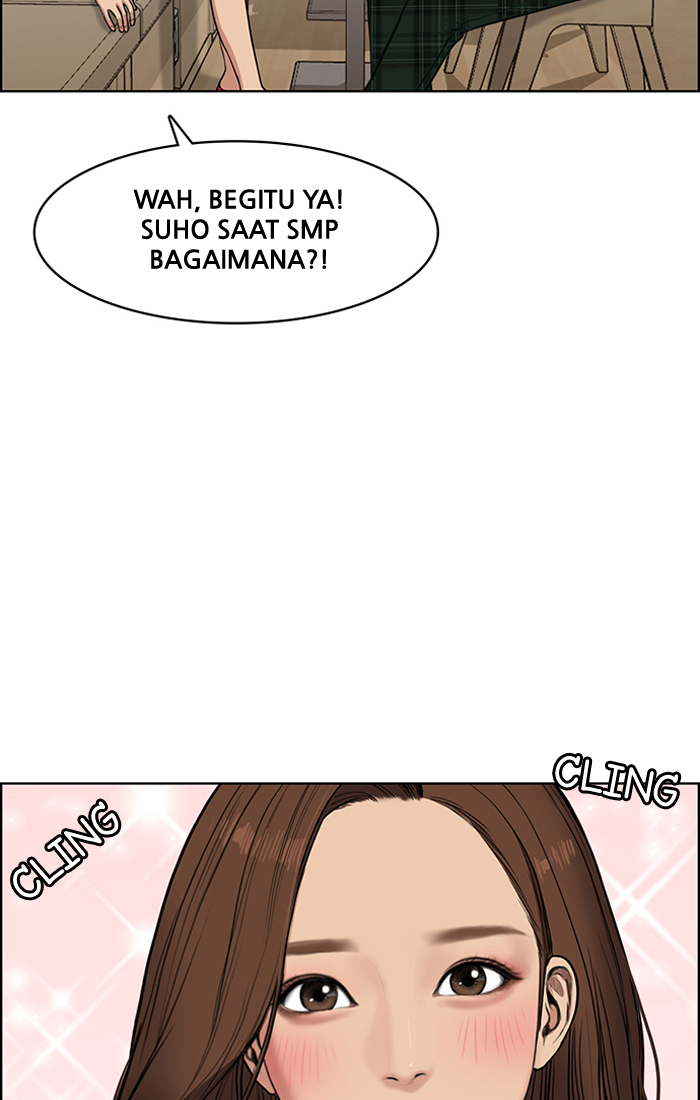 WAH, BEGITU YA!
SUHO SAAT SMP
BAGAIMANA?!
CLING
CLING